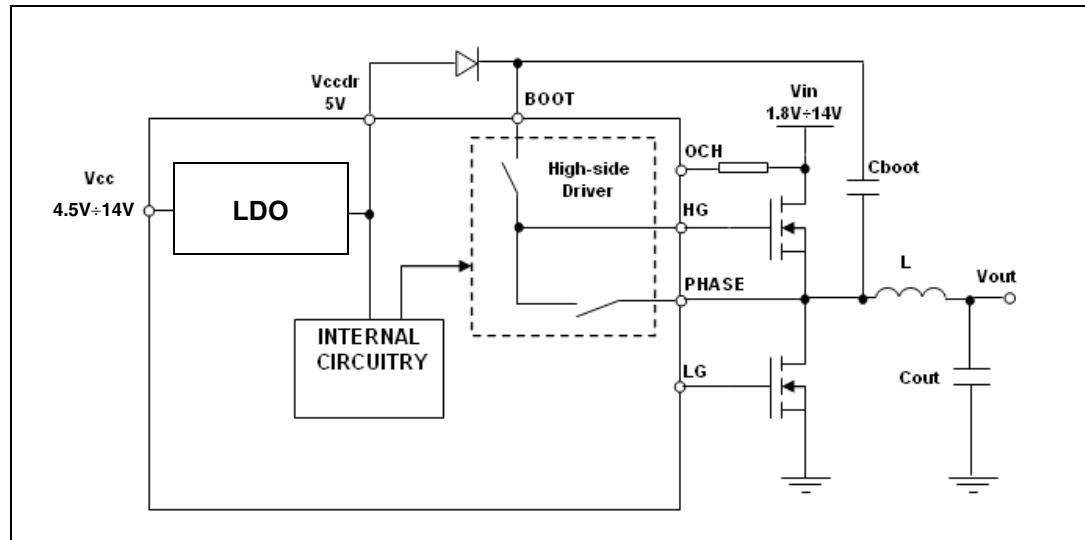 Vccdr
5V
BOOT
Vin
1.8V÷14V
OCH
Cboot
High-side
Driver
Vcc
4.5V÷14V
LDO
HG
L
Vout
PHASE
INTERNAL
CIRCUITRY
LG
Cout